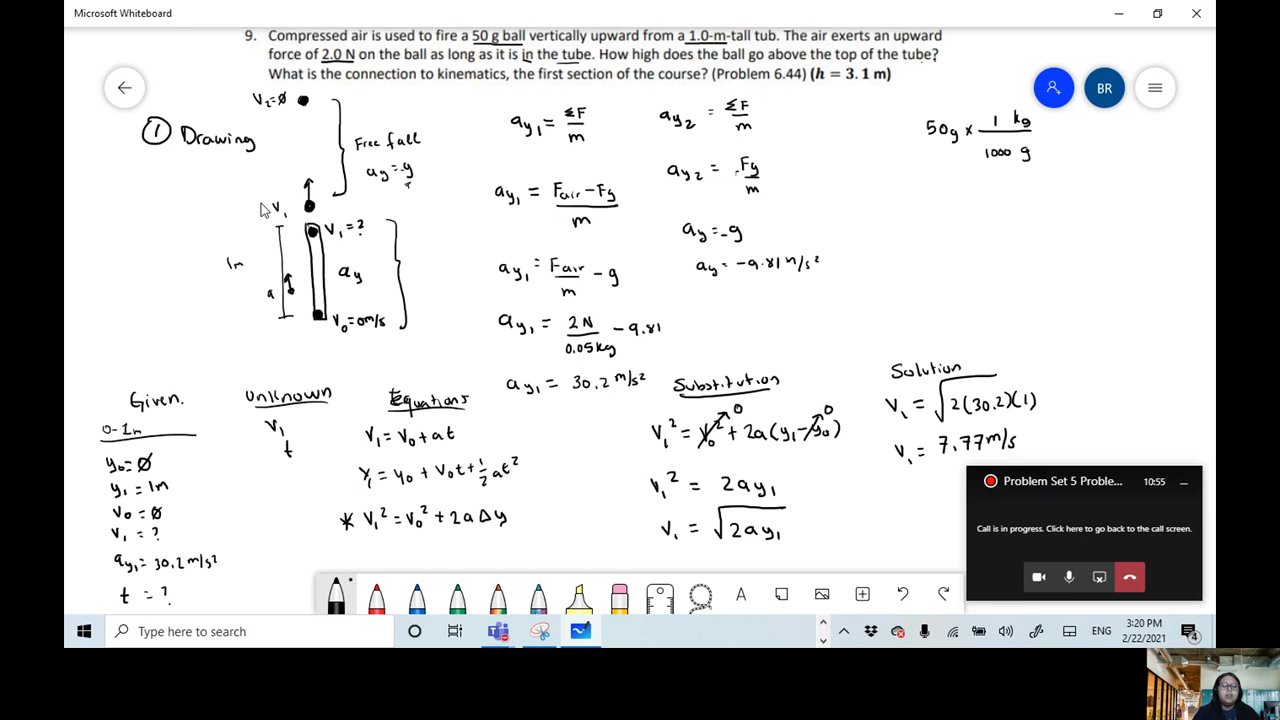 Microsoft Whiteboard
9. Compressed air is used to fire a 50 g ball vertically upward from a 1.0-m-tall tub. The air exerts an upward
force of 2.0 N on the ball as long as it is in the tube. How high does the ball go above the top of the tube?
What is the connection to kinematics, the first section of the course? (Problem 6.44) (h = 3.1 m)
BR
① Drawing
V₂=∅
Free fall
ay = -g
V₁
V₁ = ?
1m
ay
a
V₀ = 0m/s
ay₁ = ΣF/m
ay₁ = (Fair - Fg)/m
ay₁ = Fair/m - g
ay₁ = 2N/0.05kg - 9.81
ay₁ = 30.2 m/s²
ay₂ = ΣF/m
ay₂ = -Fg/m
ay = -g
ay = -9.81 m/s²
50g × 1 kg/1000 g
Given.
0-1m
y₀ = ∅
y₁ = 1m
V₀ = ∅
V₁ = ?
ay₁ = 30.2 m/s²
t = ?
Unknown
V₁
t
Equations
V₁ = V₀ + at
Y₁ = y₀ + V₀t + ½at²
* V₁² = V₀² + 2aΔy
Substitution
V₁² = V₀² 0 + 2a(y₁ - y₀) 0
V₁² = 2ay₁
V₁ = √2ay₁
Solution
V₁ = √2(30.2)(1)
V₁ = 7.77 m/s
Problem Set 5 Proble... 10:55
Call is in progress. Click here to go back to the call screen.
A
Type here to search
ENG
3:20 PM
2/22/2021
4